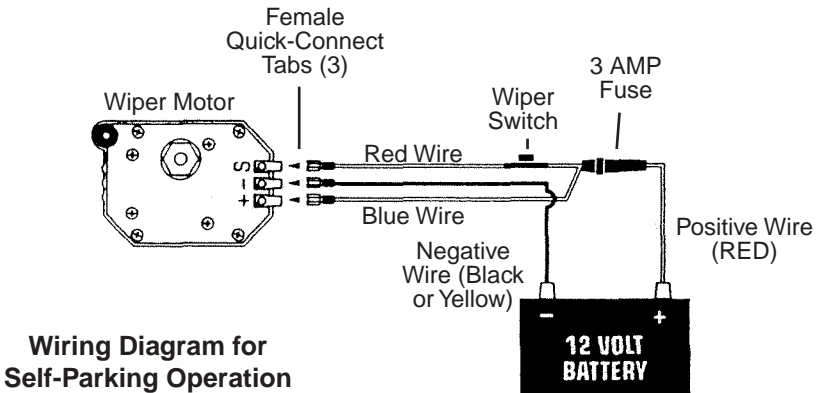 Female
Quick-Connect
Tabs (3)
3 AMP
Fuse
Wiper Motor
Wiper
Switch
Red Wire
S
–
+
Blue Wire
Positive Wire
(RED)
Negative
Wire (Black
or Yellow)
– +
12 VOLT
BATTERY
Wiring Diagram for
Self-Parking Operation